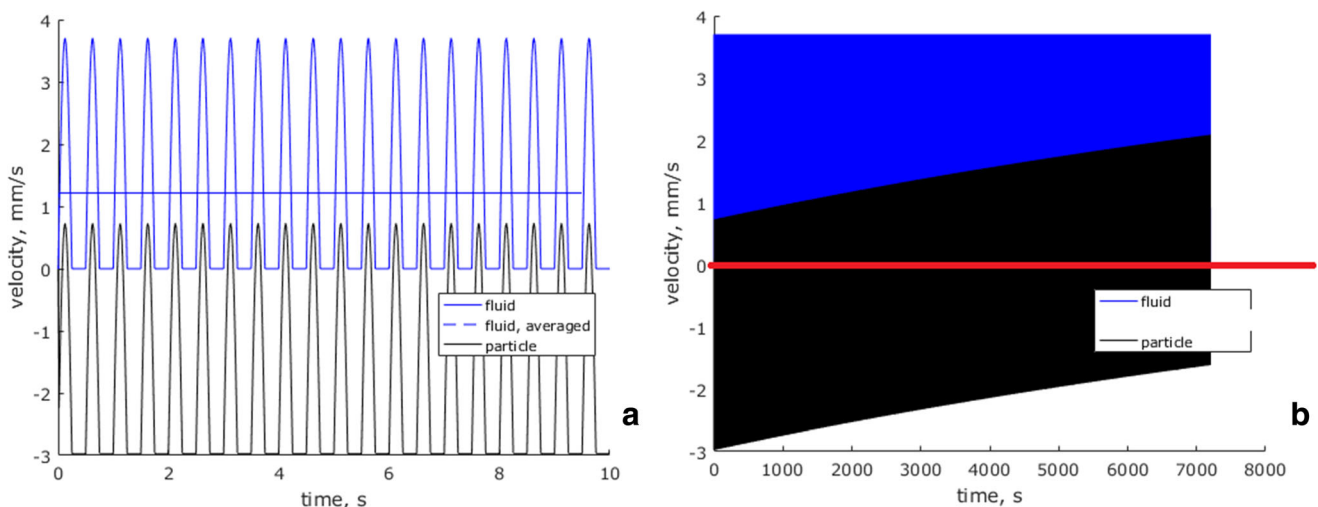 4
3
2
1
0
-1
-2
-3
velocity, mm/s
0 2 4 6 8 10
time, s
fluid
fluid, averaged
particle
a
4
3
2
1
0
-1
-2
-3
velocity, mm/s
0 1000 2000 3000 4000 5000 6000 7000 8000
time, s
fluid
particle
b